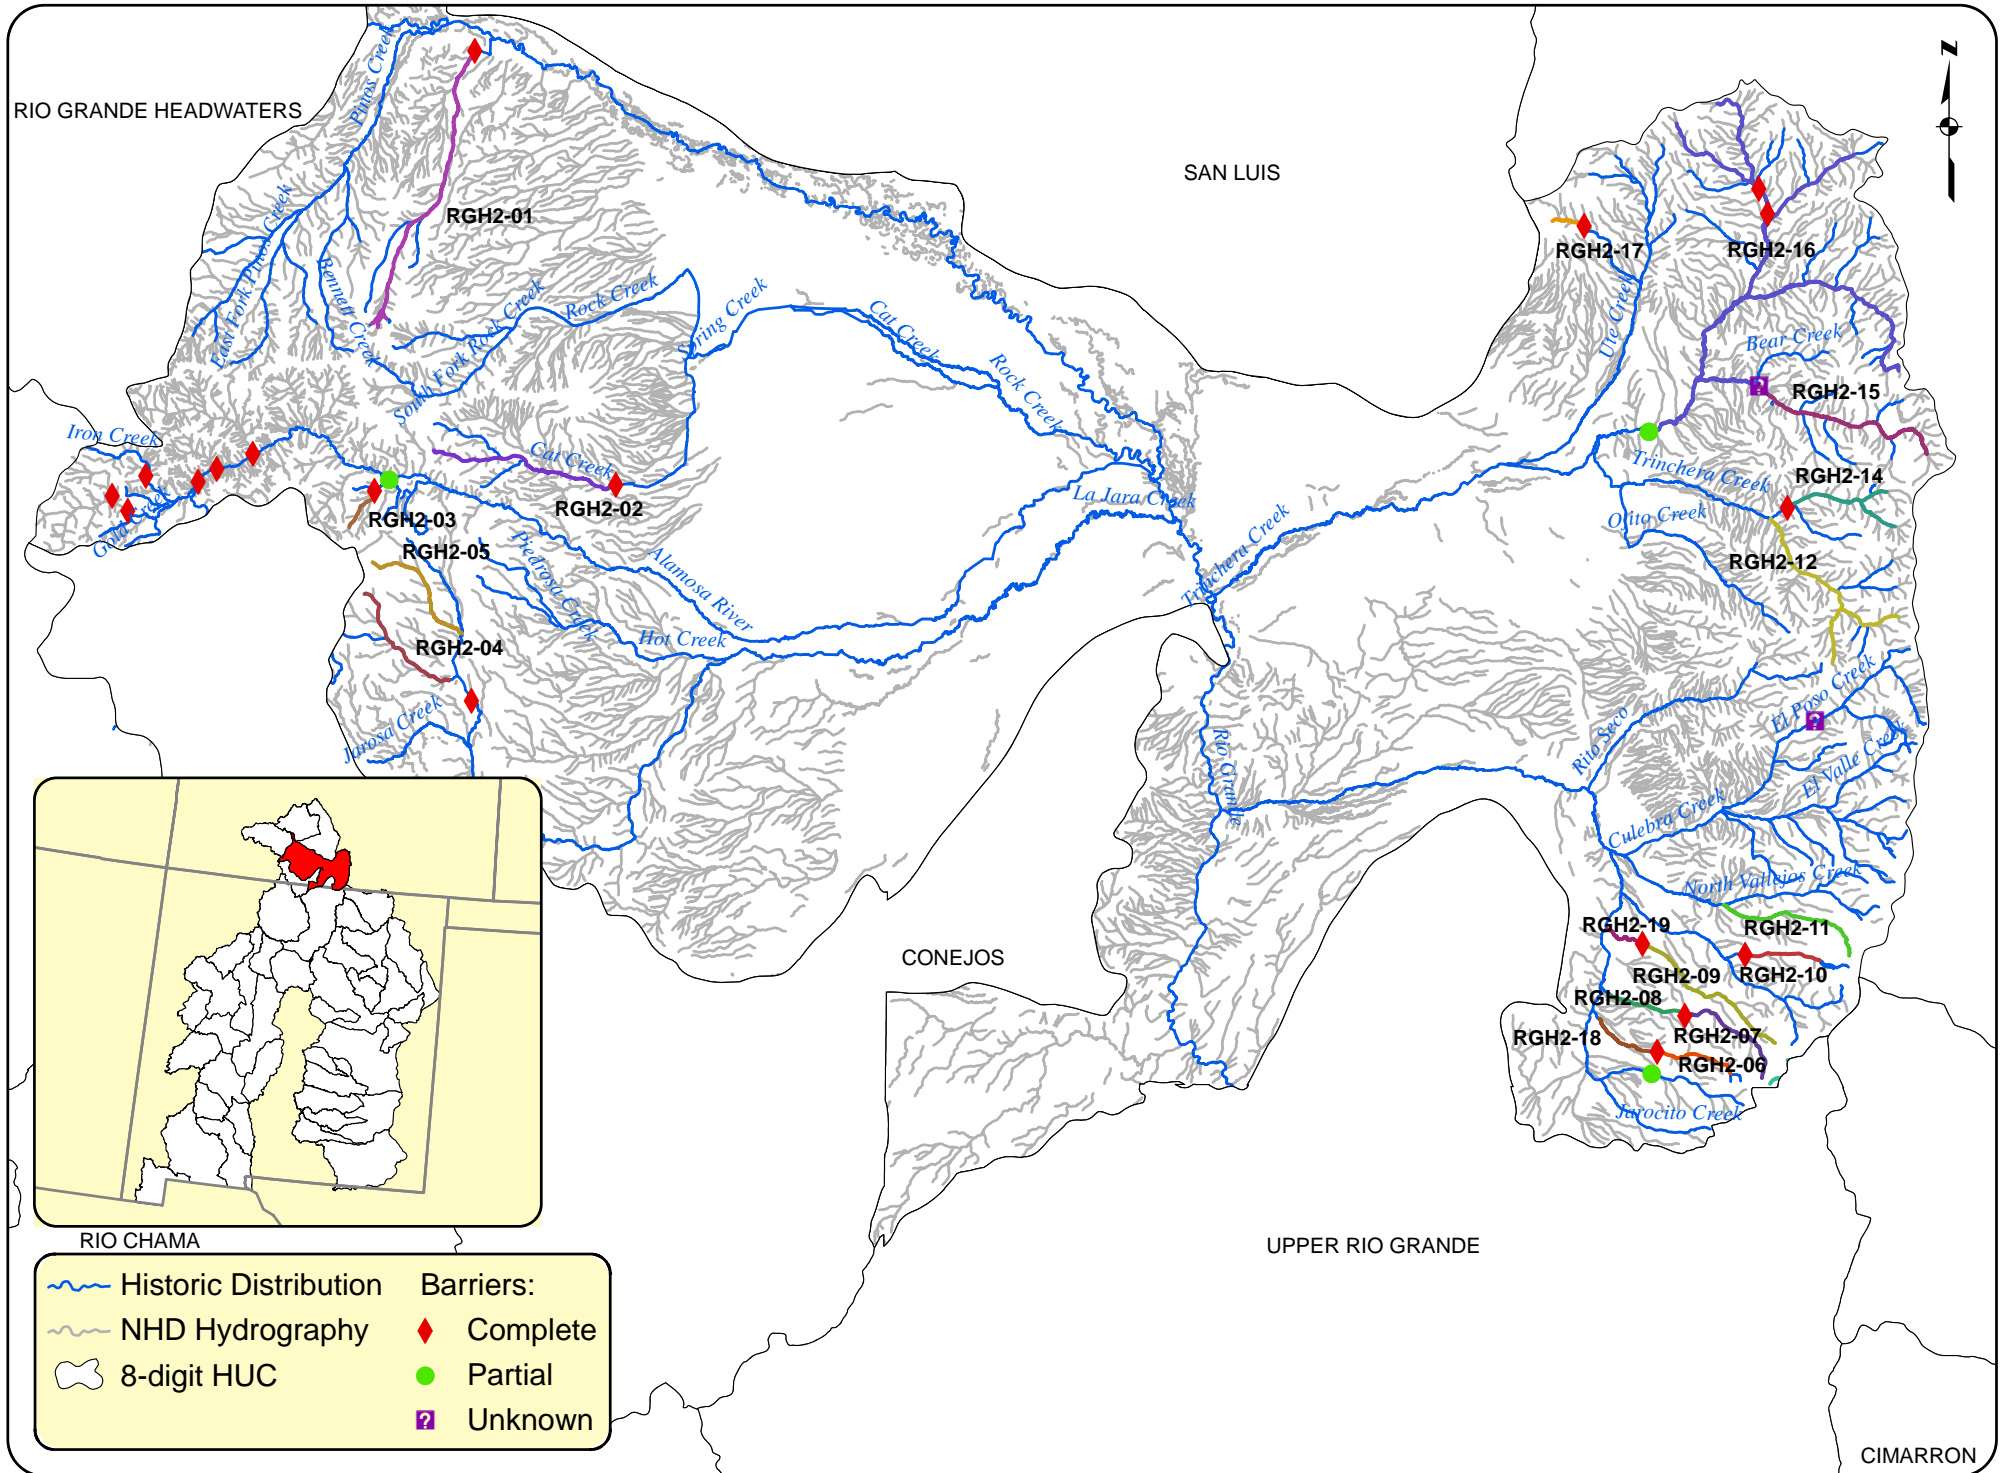 Pinos Creek
RIO GRANDE HEADWATERS
SAN LUIS
N
RGH2-01
RGH2-17
RGH2-16
East Fork Pinos Creek
Bennett Creek
South Fork Rock Creek
Rock Creek
Spring Creek
Cat Creek
Rock Creek
Ute Creek
Bear Creek
RGH2-15
Iron Creek
Cat Creek
RGH2-02
La Jara Creek
Trinchera Creek
RGH2-14
Gold Creek
RGH2-03
Olito Creek
RGH2-05
Piedrosa Creek
Alamosa River
Trinchera Creek
RGH2-12
RGH2-04
Hot Creek
Jarosa Creek
Rio Grande
Rito Seco
El Poso Creek
El Valle Creek
Culebra Creek
North Vallejos Creek
RGH2-19
RGH2-11
CONEJOS
RGH2-09
RGH2-10
RGH2-08
RGH2-18
RGH2-07
RGH2-06
Jarocito Creek
RIO CHAMA
UPPER RIO GRANDE
Historic Distribution
Barriers:
NHD Hydrography
Complete
8-digit HUC
Partial
? Unknown
CIMARRON